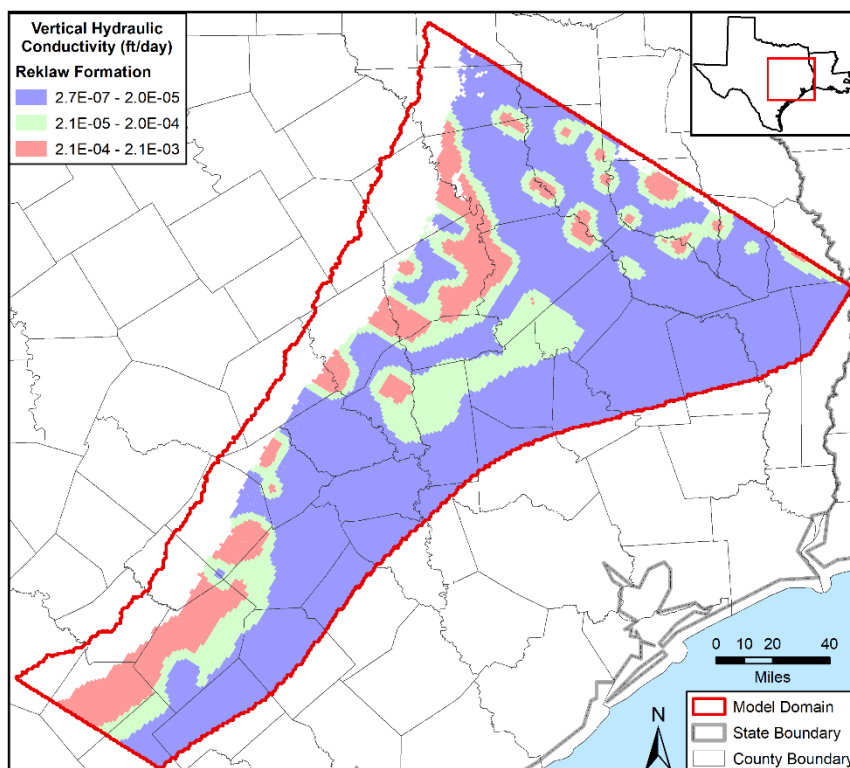 Vertical Hydraulic
Conductivity (ft/day)
Reklaw Formation
2.7E-07 - 2.0E-05
2.1E-05 - 2.0E-04
2.1E-04 - 2.1E-03
0 10 20 40
Miles
N
Model Domain
State Boundary
County Boundary